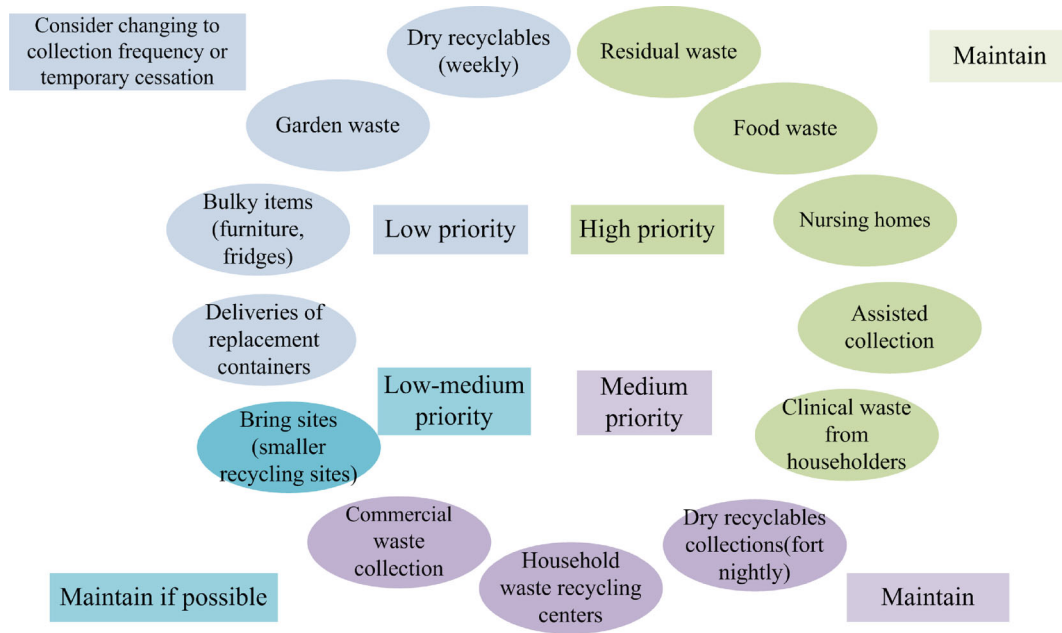 Consider changing to
collection frequency or
temporary cessation
Dry recyclables
(weekly)
Residual waste
Maintain
Garden waste
Food waste
Bulky items
(furniture,
fridges)
Low priority
High priority
Nursing homes
Deliveries of
replacement
containers
Assisted
collection
Low-medium
priority
Medium
priority
Bring sites
(smaller
recycling sites)
Clinical waste
from
householders
Commercial
waste
collection
Household
waste recycling
centers
Dry recyclables
collections(fort
nightly)
Maintain if possible
Maintain